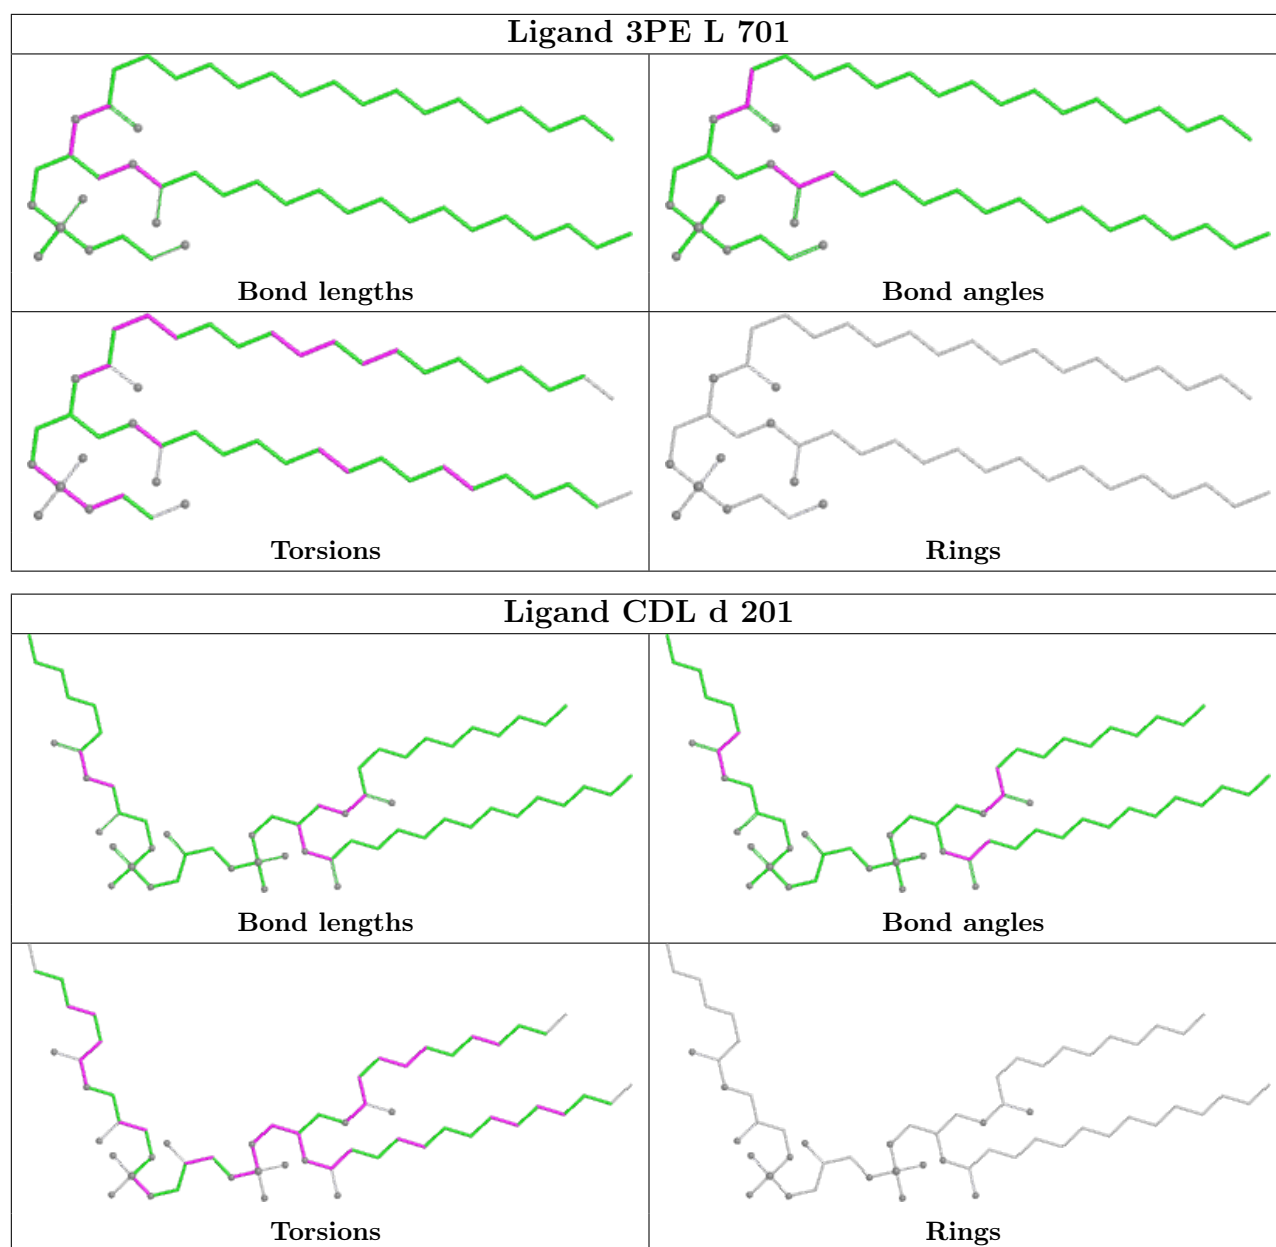 Ligand 3PE L 701
Bond lengths
Bond angles
Torsions
Rings
Ligand CDL d 201
Bond lengths
Bond angles
Torsions
Rings